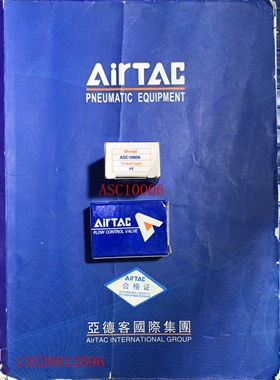 AirTAC
PNEUMATIC EQUIPMENT
Model
ASC10006
Thread type
PT
ASC10006
AirTAC
FLOW CONTROL VALVE
AirTAC
合格证
亞德客國際集團
AirTAC INTERNATIONAL GROUP
13528812096